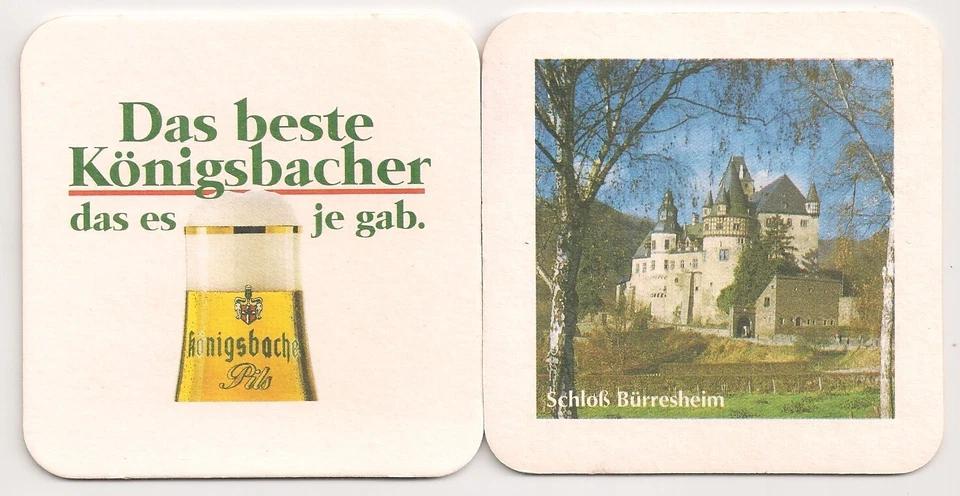 Das beste
Königsbacher
das es je gab.
Königsbacher
Pils
Schloß Bürresheim